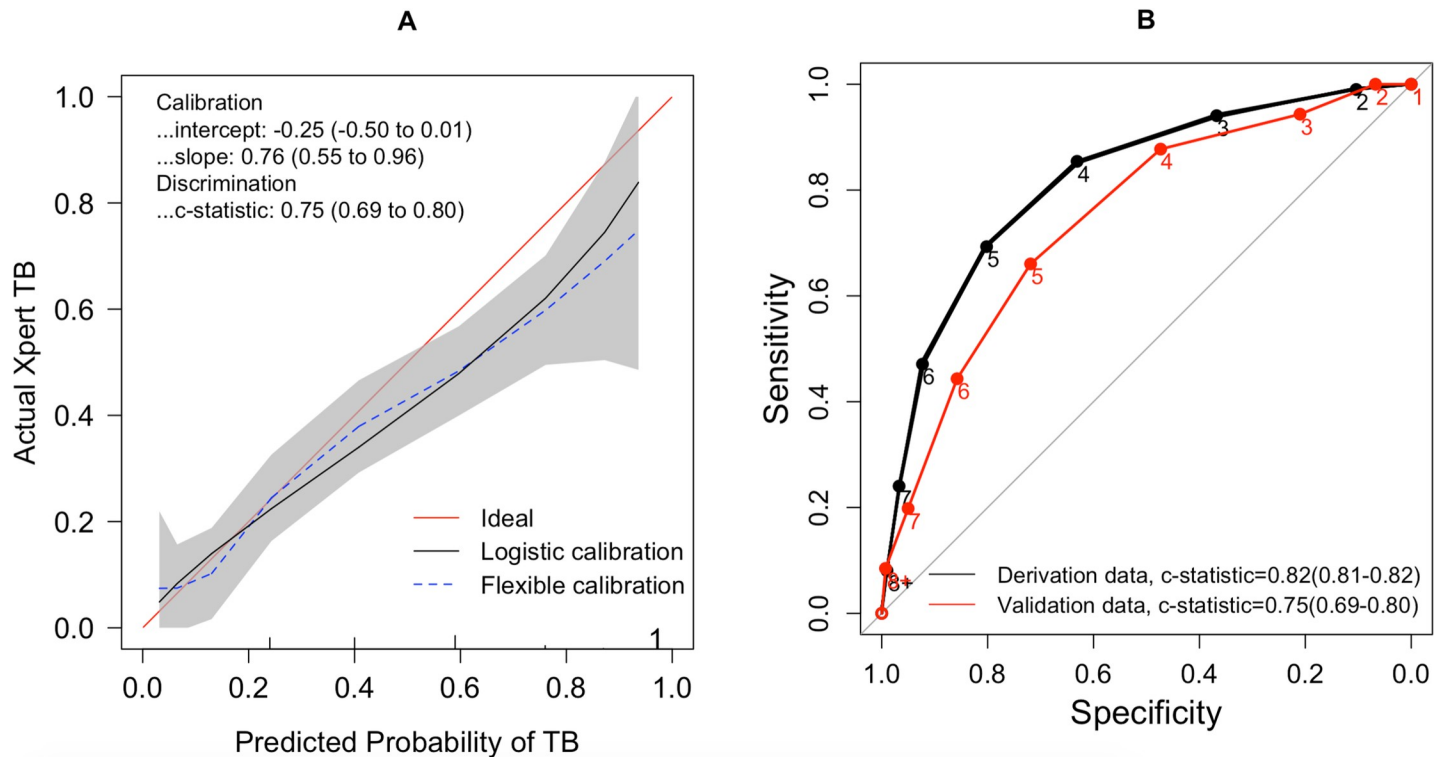 A
Calibration
...intercept: -0.25 (-0.50 to 0.01)
...slope: 0.76 (0.55 to 0.96)
Discrimination
...c-statistic: 0.75 (0.69 to 0.80)
Actual Xpert TB
1.0
0.8
0.6
0.4
0.2
0.0
Ideal
Logistic calibration
Flexible calibration
1
0.0 0.2 0.4 0.6 0.8 1.0
Predicted Probability of TB
B
Sensitivity
1.0
0.8
0.6
0.4
0.2
0.0
2 2 1
3 3
4 4
5 5
6 6
7 7
8+
Derivation data, c-statistic=0.82(0.81-0.82)
Validation data, c-statistic=0.75(0.69-0.80)
1.0 0.8 0.6 0.4 0.2 0.0
Specificity